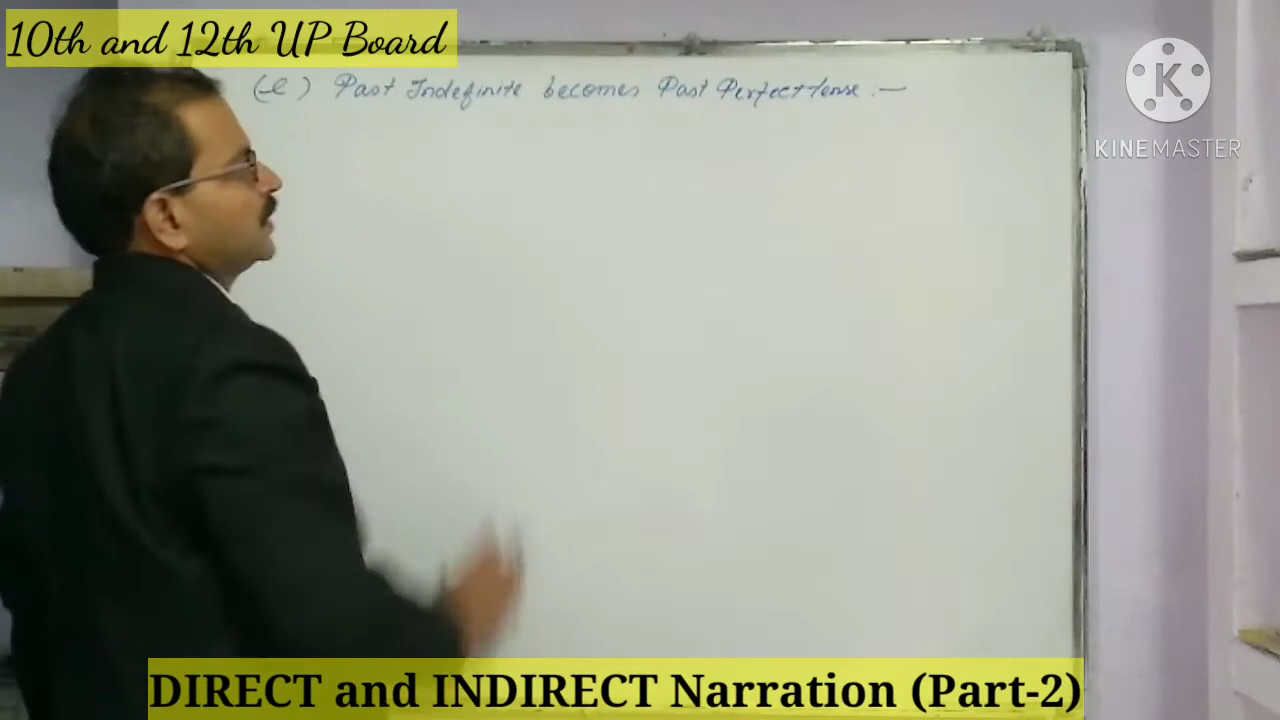 10th and 12th UP Board
(e) Past Indefinite becomes Past Perfect tense :—
K
KINEMASTER
DIRECT and INDIRECT Narration (Part-2)